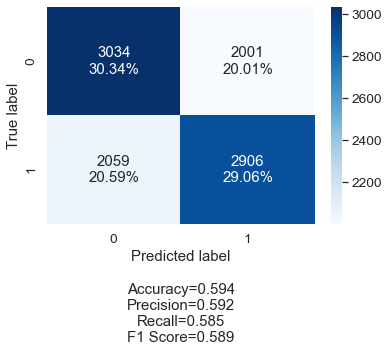 3034
30.34%
2001
20.01%
2059
20.59%
2906
29.06%
0
1
True label
0
1
Predicted label
3000
2800
2600
2400
2200
Accuracy=0.594
Precision=0.592
Recall=0.585
F1 Score=0.589